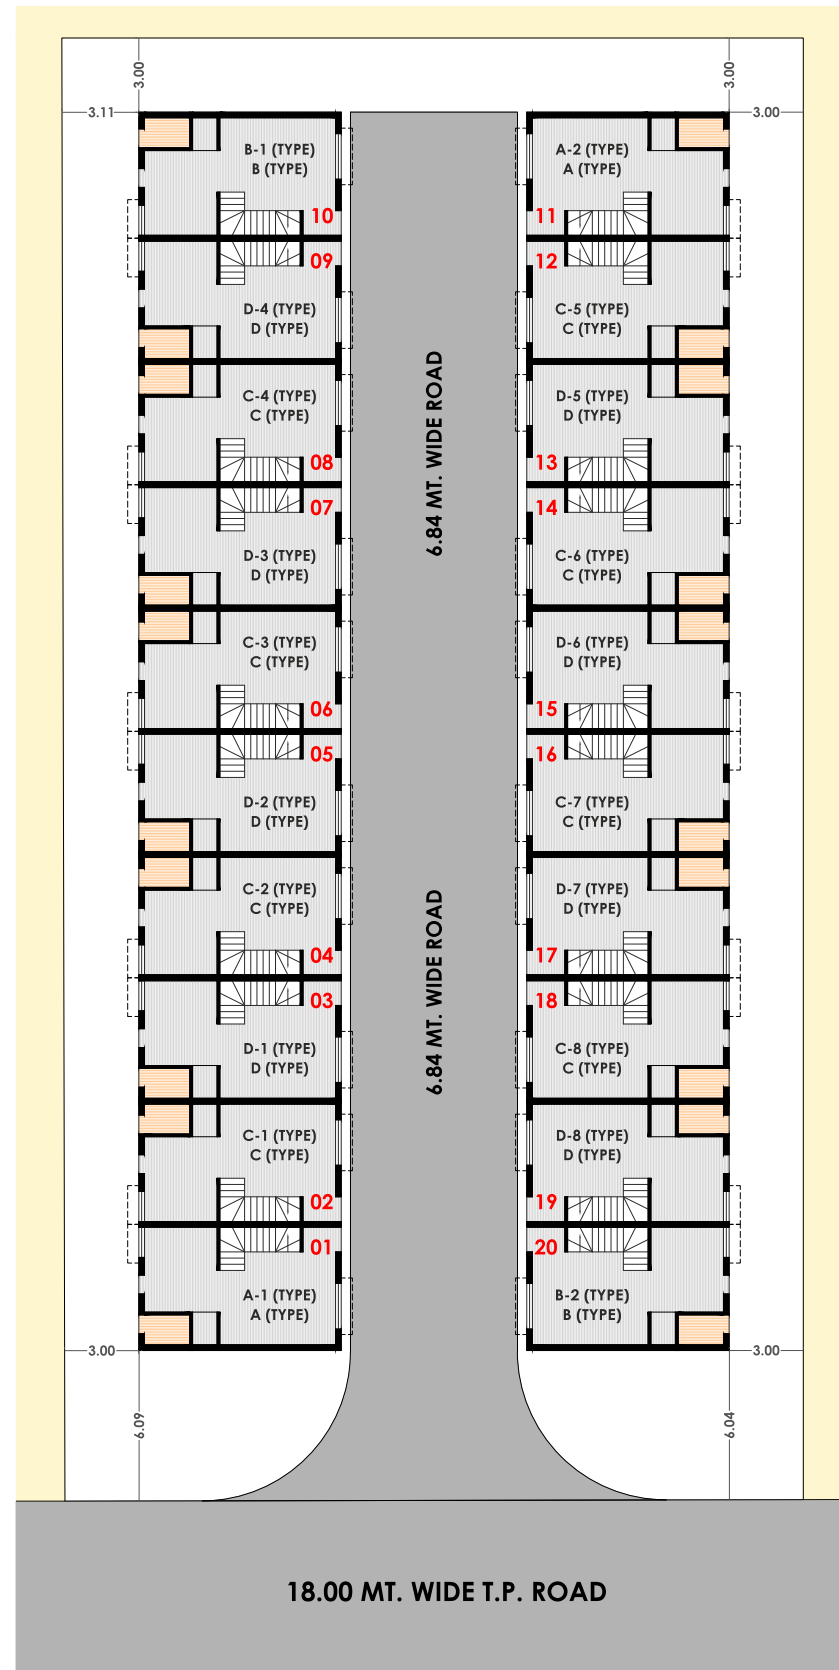 3.00
3.00
3.11
3.00
B-1 (TYPE)
B (TYPE)
10
09
D-4 (TYPE)
D (TYPE)
C-4 (TYPE)
C (TYPE)
08
07
D-3 (TYPE)
D (TYPE)
C-3 (TYPE)
C (TYPE)
06
05
D-2 (TYPE)
D (TYPE)
C-2 (TYPE)
C (TYPE)
04
03
D-1 (TYPE)
D (TYPE)
C-1 (TYPE)
C (TYPE)
02
01
A-1 (TYPE)
A (TYPE)
6.84 MT. WIDE ROAD
6.84 MT. WIDE ROAD
A-2 (TYPE)
A (TYPE)
11
12
C-5 (TYPE)
C (TYPE)
D-5 (TYPE)
D (TYPE)
13
14
C-6 (TYPE)
C (TYPE)
D-6 (TYPE)
D (TYPE)
15
16
C-7 (TYPE)
C (TYPE)
D-7 (TYPE)
D (TYPE)
17
18
C-8 (TYPE)
C (TYPE)
D-8 (TYPE)
D (TYPE)
19
20
B-2 (TYPE)
B (TYPE)
3.00
3.00
6.09
6.04
18.00 MT. WIDE T.P. ROAD